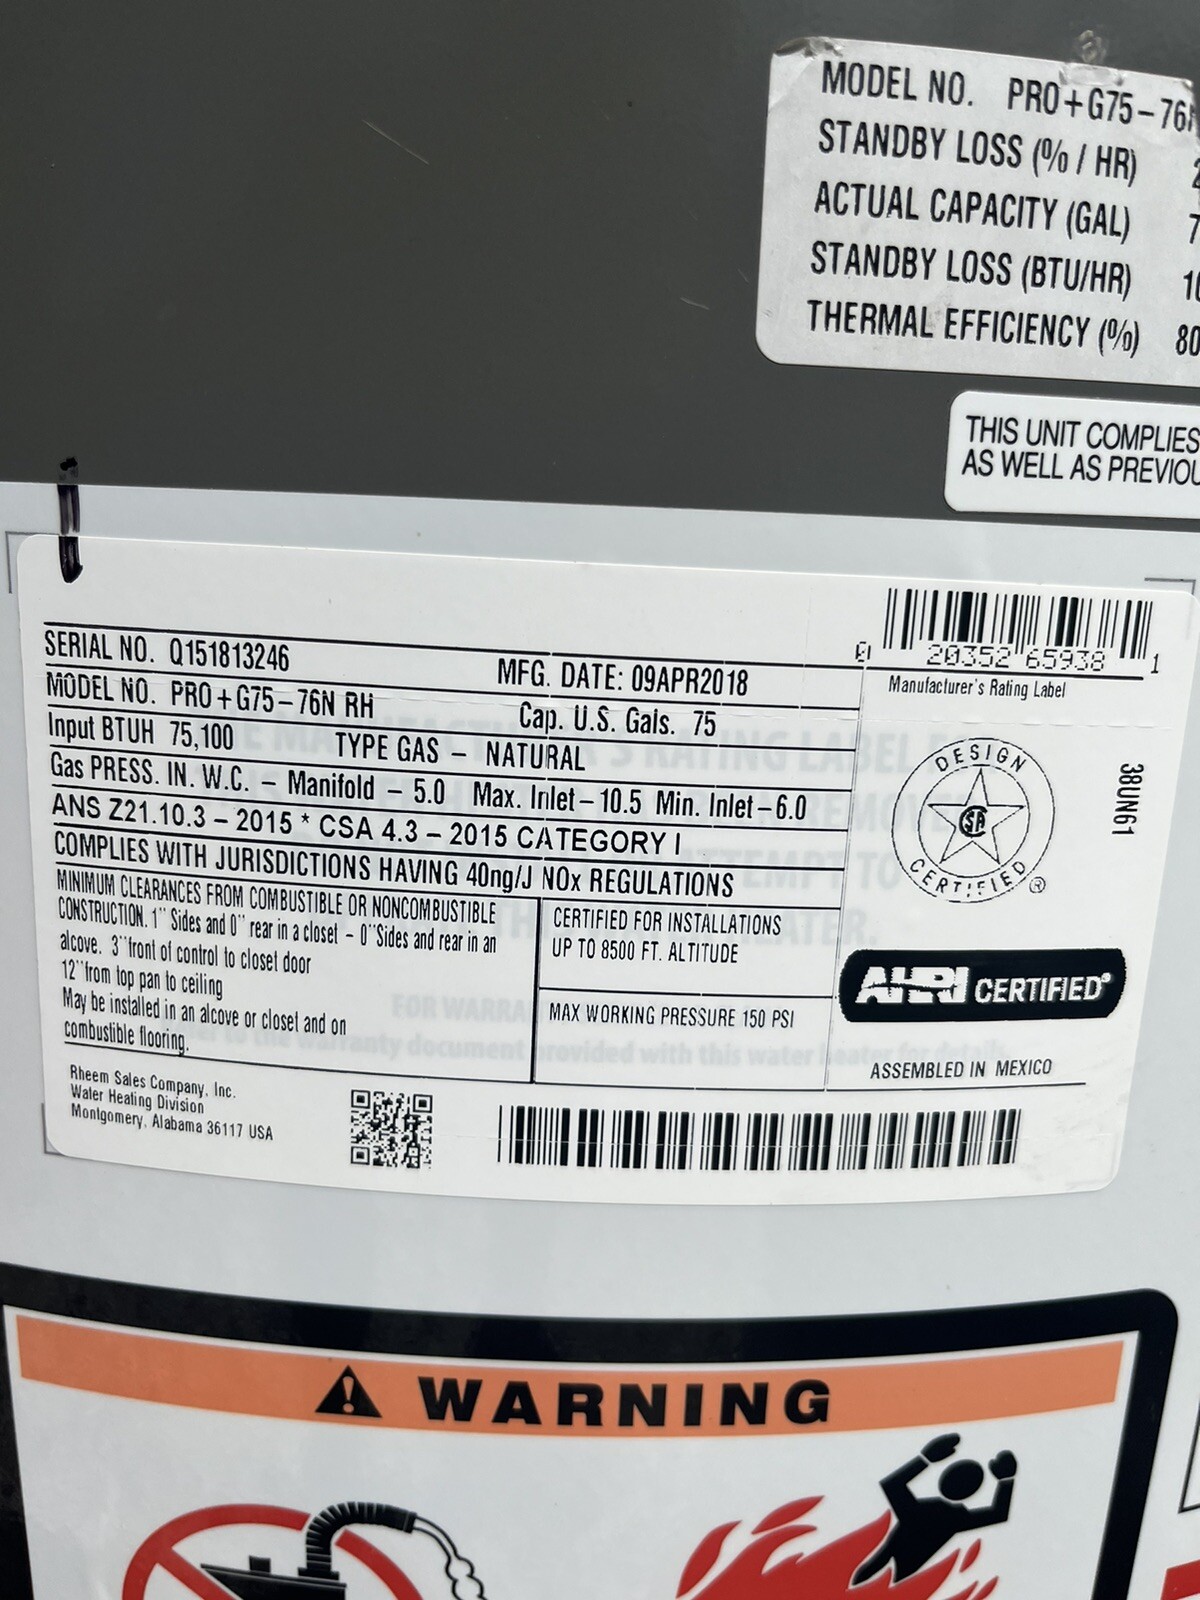 MODEL NO. PRO+G75-76N
STANDBY LOSS (% / HR)
ACTUAL CAPACITY (GAL)
STANDBY LOSS (BTU/HR)
THERMAL EFFICIENCY (%) 80
THIS UNIT COMPLIES
AS WELL AS
SERIAL NO. Q151813246
MFG. DATE: 09APR2018
MODEL NO. PRO+G75-76N RH
Cap. U.S. Gals. 75
Input BTUH 75,100
TYPE GAS - NATURAL
Gas PRESS. IN. W.C. Manifold - 5.0 Max. Inlet-10.5 Min. Inlet-6.0
ANS Z21.10.3 - 2015 * CSA 4.3 - 2015 CATEGORY I
COMPLIES WITH JURISDICTIONS HAVING 40ng/J NOx REGULATIONS
MINIMUM CLEARANCES FROM COMBUSTIBLE OR NONCOMBUSTIBLE
CONSTRUCTION. 1" Sides and 0" rear in a closet - 0"Sides and rear in an
alcove. 3"front of control to closet door
12"from top pan to ceiling
May be installed in an alcove or closet and on
combustible flooring.
CERTIFIED FOR INSTALLATIONS
UP TO 8500 FT. ALTITUDE
MAX WORKING PRESSURE 150 PSI
0 20352 65938 1
Manufacturer's Rating Label
DESIGN
CERTIFIED ®
38UN61
AHRI CERTIFIED®
ASSEMBLED IN MEXICO
Rheem Sales Company, Inc.
Water Heating Division
Montgomery, Alabama 36117 USA
WARNING